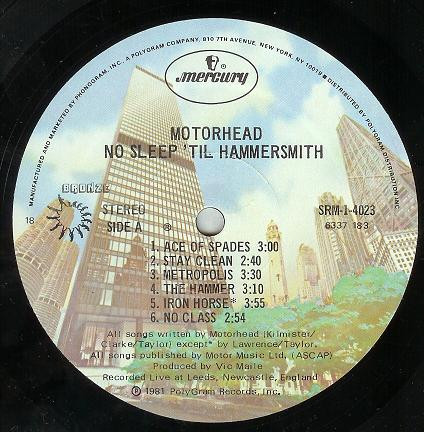 MANUFACTURED AND MARKETED BY PHONOGRAM, INC., A POLYGRAM COMPANY, 810 7TH AVENUE, NEW YORK, NY 10019 • DISTRIBUTED BY POLYGRAM DISTRIBUTION, INC.
mercury ®
MOTORHEAD
NO SLEEP 'TIL HAMMERSMITH
BRONZE
18 STEREO ℗ SRM-1-4023
SIDE A 6337 183
1. ACE OF SPADES 3:00
2. STAY CLEAN 2:40
3. METROPOLIS 3:30
4. THE HAMMER 3:10
5. IRON HORSE* 3:55
6. NO CLASS 2:54
All songs written by Motorhead (Kilmister/
Clarke/Taylor) except* by Lawrence/Taylor.
All songs published by Motor Music Ltd. (ASCAP)
Produced by Vic Maile
Recorded Live at Leeds, Newcastle, England
℗ 1981 PolyGram Records, Inc.